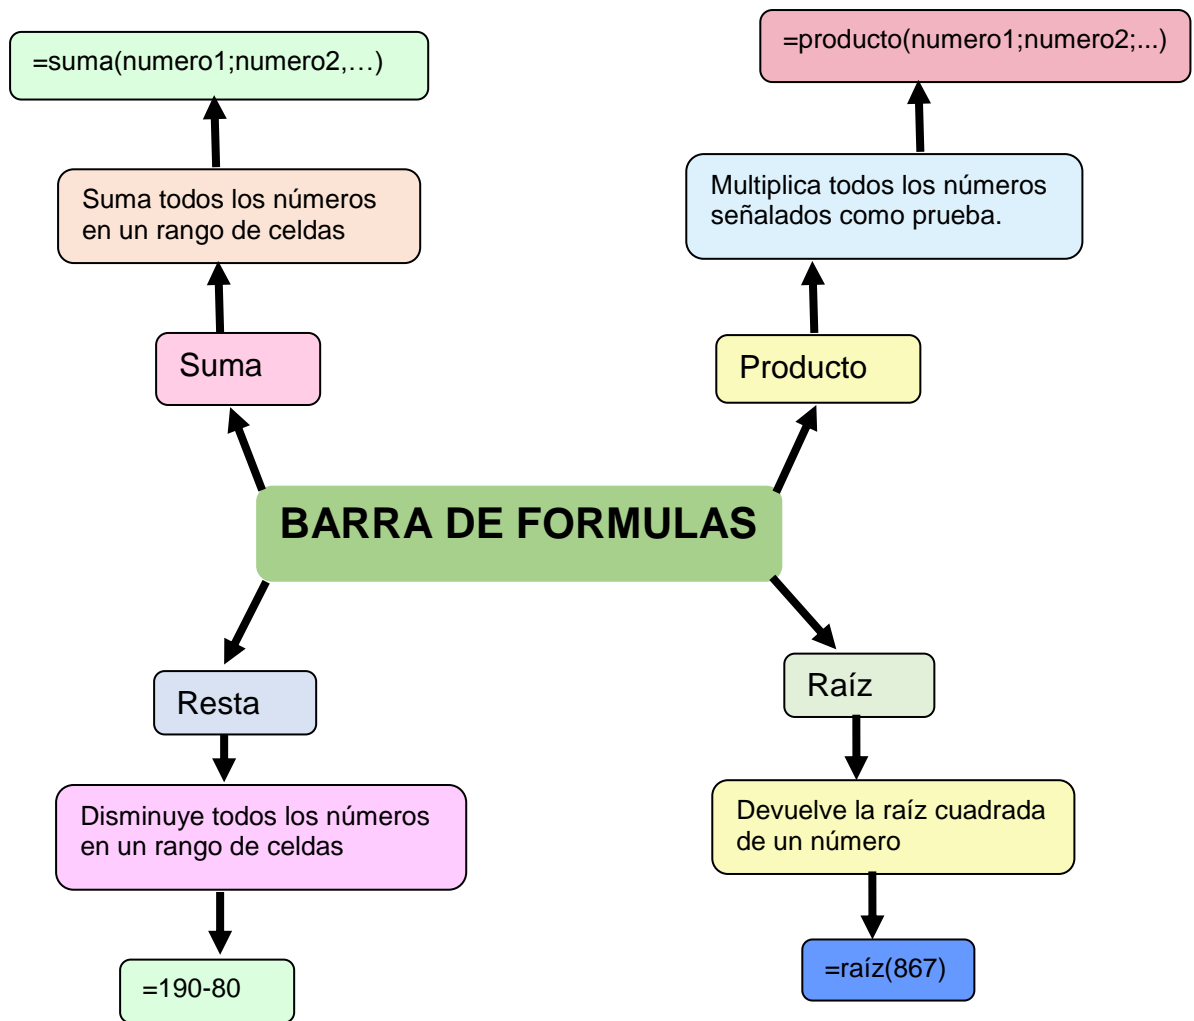 =suma(numero1;numero2,…)
=producto(numero1;numero2;...)
Suma todos los números
en un rango de celdas
Multiplica todos los números
señalados como prueba.
Suma
Producto
BARRA DE FORMULAS
Resta
Raíz
Disminuye todos los números
en un rango de celdas
Devuelve la raíz cuadrada
de un número
=190-80
=raíz(867)